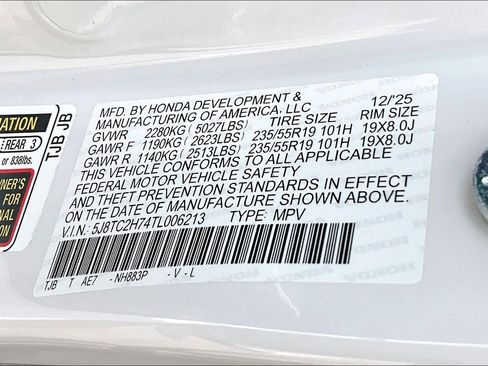 MFD. BY HONDA DEVELOPMENT &
MANUFACTURING OF AMERICA, LLC 12/'25
GVWR 2280KG ( 5027LBS) TIRE SIZE RIM SIZE
GAWR F 1190KG ( 2623LBS) 235/55R19 101H 19X8.0J
GAWR R 1140KG ( 2513LBS) 235/55R19 101H 19X8.0J
THIS VEHICLE CONFORMS TO ALL APPLICABLE
FEDERAL MOTOR VEHICLE SAFETY
AND THEFT PREVENTION STANDARDS IN EFFECT
ON THE DATE OF MANUFACTURE SHOWN ABOVE.
V.I.N.: 5J8TC2H74TL006213 TYPE: MPV
TJB T AE7 - NH883P - V - L
TJB JB
REAR 3
or 838lbs.
FOR